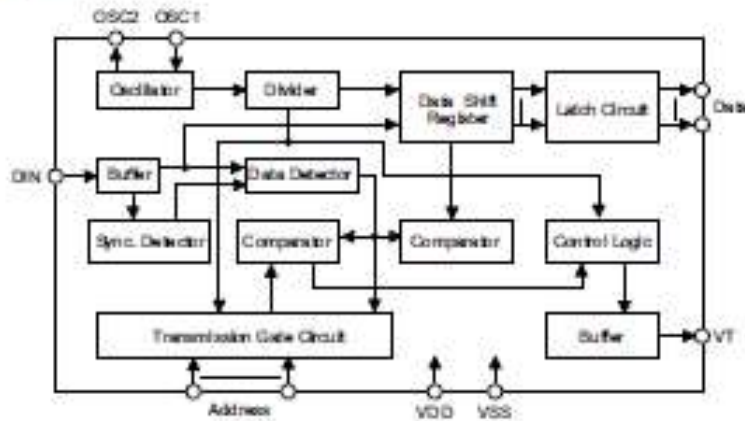 OSC2 OSC1
Oscillator
Divider
Data Shift
Register
Latch Circuit
Data
DIN
Buffer
Data Detector
Sync. Detector
Comparator
Comparator
Control Logic
Transmission Gate Circuit
Buffer
VT
Address
VDD
VSS